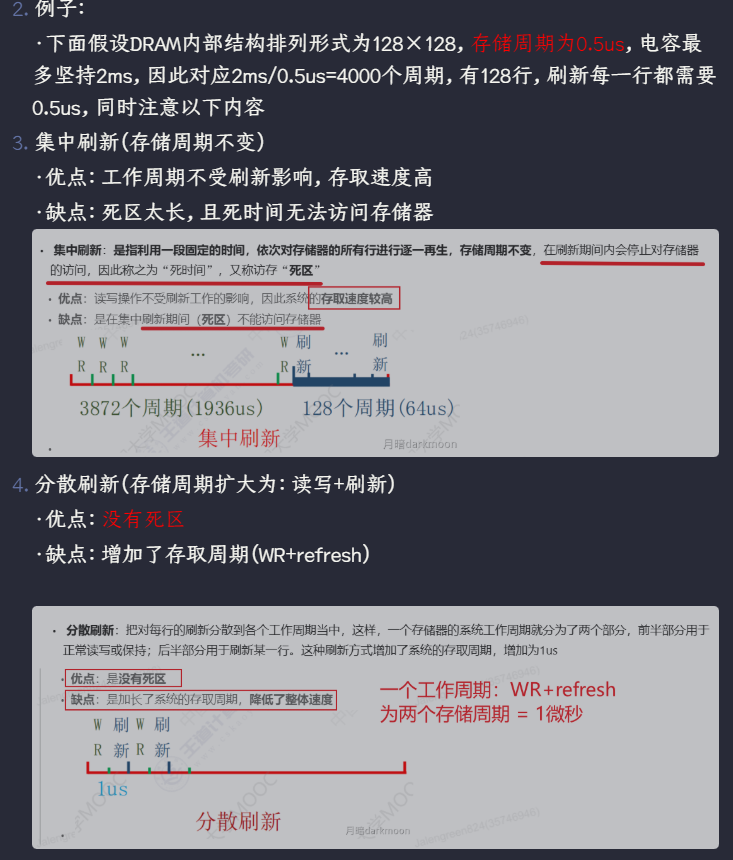 2. 例子:
·下面假设DRAM内部结构排列形式为128×128, 存储周期为0.5us, 电容最
多坚持2ms, 因此对应2ms/0.5us=4000个周期, 有128行, 刷新每一行都需要
0.5us, 同时注意以下内容
3. 集中刷新(存储周期不变)
·优点: 工作周期不受刷新影响, 存取速度高
·缺点: 死区太长, 且死时间无法访问存储器
· 集中刷新：是指利用一段固定的时间，依次对存储器的所有行进行逐一再生，存储周期不变，在刷新期间内会停止对存储器
的访问，因此称之为“死时间”，又称访存“死区”
· 优点：读写操作不受刷新工作的影响，因此系统的存取速度较高
· 缺点：是在集中刷新期间（死区）不能访问存储器
W W W ... W 刷 ... 刷
R R R R 新 新
3872个周期(1936us) 128个周期(64us)
集中刷新
月暗darkmoon
4. 分散刷新(存储周期扩大为: 读写+刷新)
·优点: 没有死区
·缺点: 增加了存取周期(WR+refresh)
· 分散刷新：把对每行的刷新分散到各个工作周期当中，这样，一个存储器的系统工作周期就分为了两个部分，前半部分用于
正常读写或保持；后半部分用于刷新某一行。这种刷新方式增加了系统的存取周期，增加为1us
· 优点：是没有死区
· 缺点：是加长了系统的存取周期，降低了整体速度
一个工作周期：WR+refresh
为两个存储周期 = 1微秒
W 刷 W 刷
R 新 R 新
1us
分散刷新
月暗darkmoon